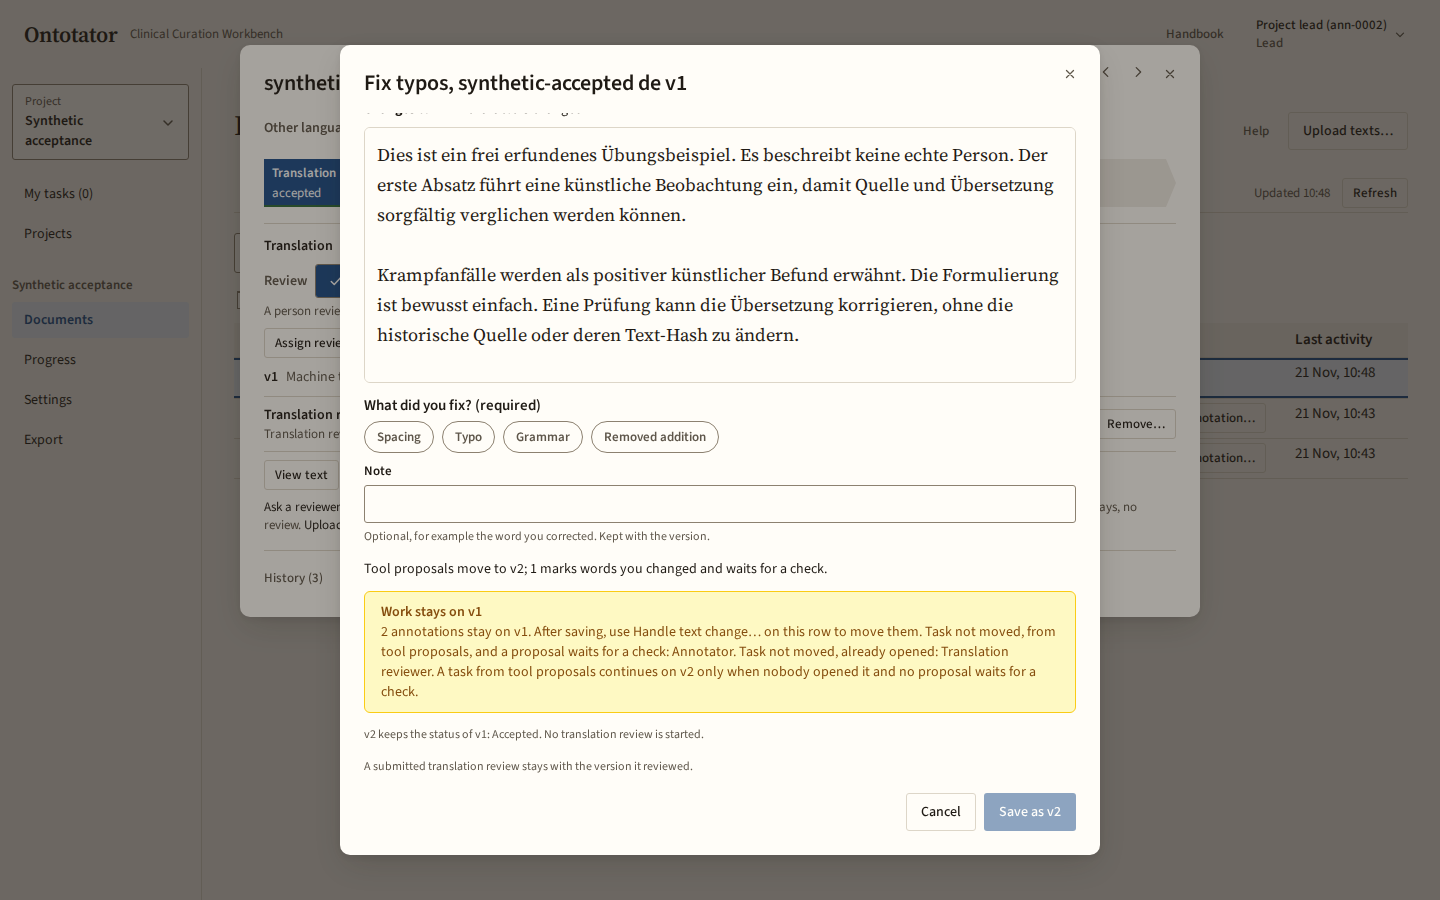 Ontotator Clinical Curation Workbench
Handbook
Project lead (ann-0002)
Lead
Project
Synthetic
acceptance
My tasks (0)
Projects
Synthetic acceptance
Documents
Progress
Settings
Export
Help
Upload texts…
Updated 10:48
Refresh
Last activity
21 Nov, 10:48
21 Nov, 10:43
21 Nov, 10:43
Other
Translation
accepted
Translation
Review
v1 Machine
Translation
Remove…
View text
Ask a reviewer
no
review.
History (3)
Fix typos, synthetic-accepted de v1
Dies ist ein frei erfundenes Übungsbeispiel. Es beschreibt keine echte Person. Der
erste Absatz führt eine künstliche Beobachtung ein, damit Quelle und Übersetzung
sorgfältig verglichen werden können.
Krampfanfälle werden als positiver künstlicher Befund erwähnt. Die Formulierung
ist bewusst einfach. Eine Prüfung kann die Übersetzung korrigieren, ohne die
historische Quelle oder deren Text-Hash zu ändern.
What did you fix? (required)
Spacing
Typo
Grammar
Removed addition
Note
Optional, for example the word you corrected. Kept with the version.
Tool proposals move to v2; 1 marks words you changed and waits for a check.
Work stays on v1
2 annotations stay on v1. After saving, use Handle text change… on this row to move them. Task not moved, from
tool proposals, and a proposal waits for a check: Annotator. Task not moved, already opened: Translation
reviewer. A task from tool proposals continues on v2 only when nobody opened it and no proposal waits for a
check.
v2 keeps the status of v1: Accepted. No translation review is started.
A submitted translation review stays with the version it reviewed.
Cancel
Save as v2